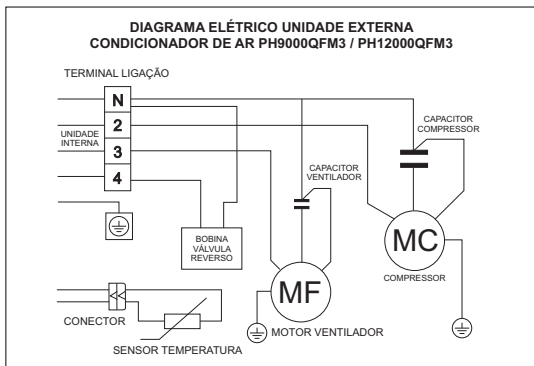 DIAGRAMA ELÉTRICO UNIDADE EXTERNA
CONDICIONADOR DE AR PH9000QFM3 / PH12000QFM3
TERMINAL LIGAÇÃO
N
2
3
4
UNIDADE
INTERNA
CAPACITOR
COMPRESSOR
CAPACITOR
VENTILADOR
BOBINA
VÁLVULA
REVERSO
MC
COMPRESSOR
MF
MOTOR VENTILADOR
CONECTOR
SENSOR TEMPERATURA